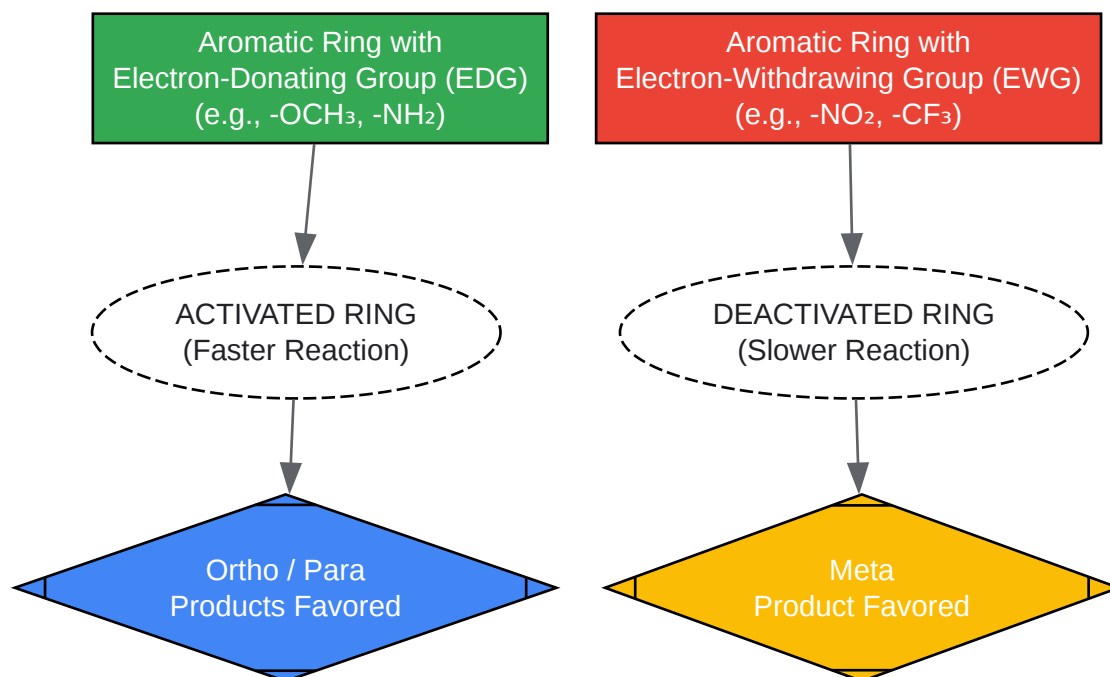 Aromatic Ring with
Electron-Donating Group (EDG)
(e.g., -OCH₃, -NH₂)
Aromatic Ring with
Electron-Withdrawing Group (EWG)
(e.g., -NO₂, -CF₃)
ACTIVATED RING
(Faster Reaction)
DEACTIVATED RING
(Slower Reaction)
Ortho / Para
Products Favored
Meta
Product Favored